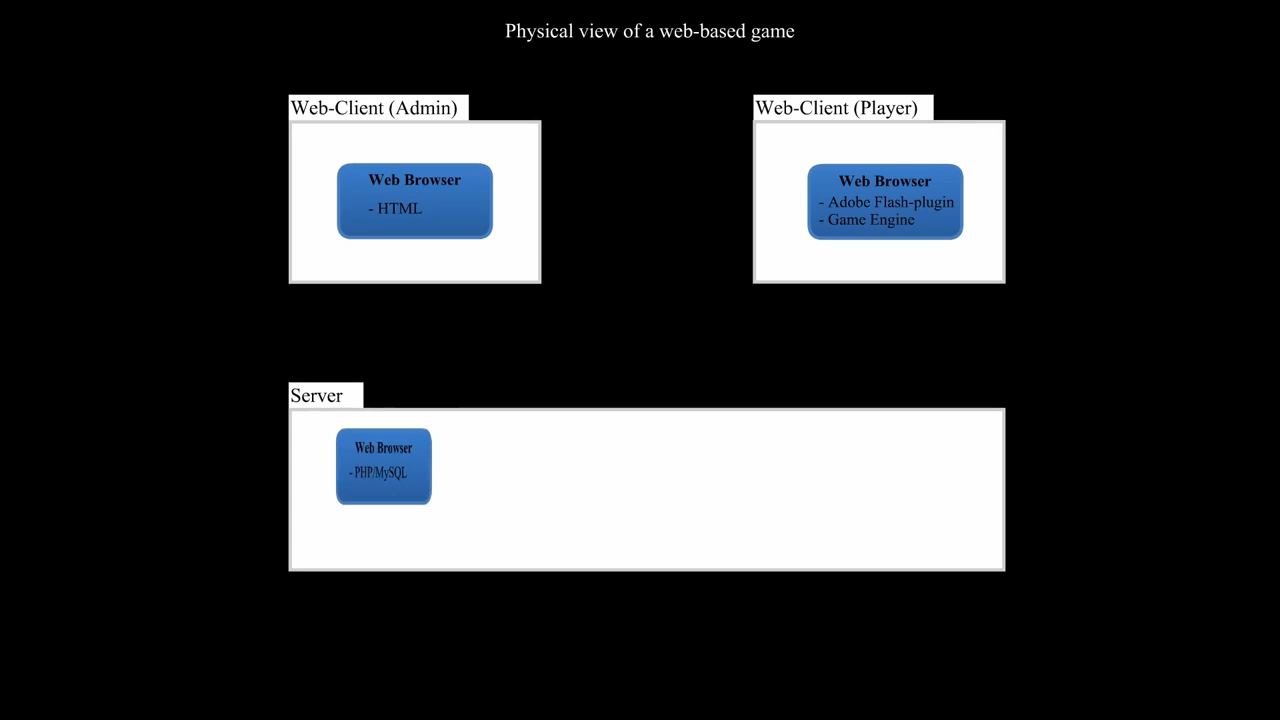 Physical view of a web-based game
Web-Client (Admin)
Web Browser
- HTML
Web-Client (Player)
Web Browser
- Adobe Flash-plugin
- Game Engine
Server
Web Browser
- PHP/MySQL